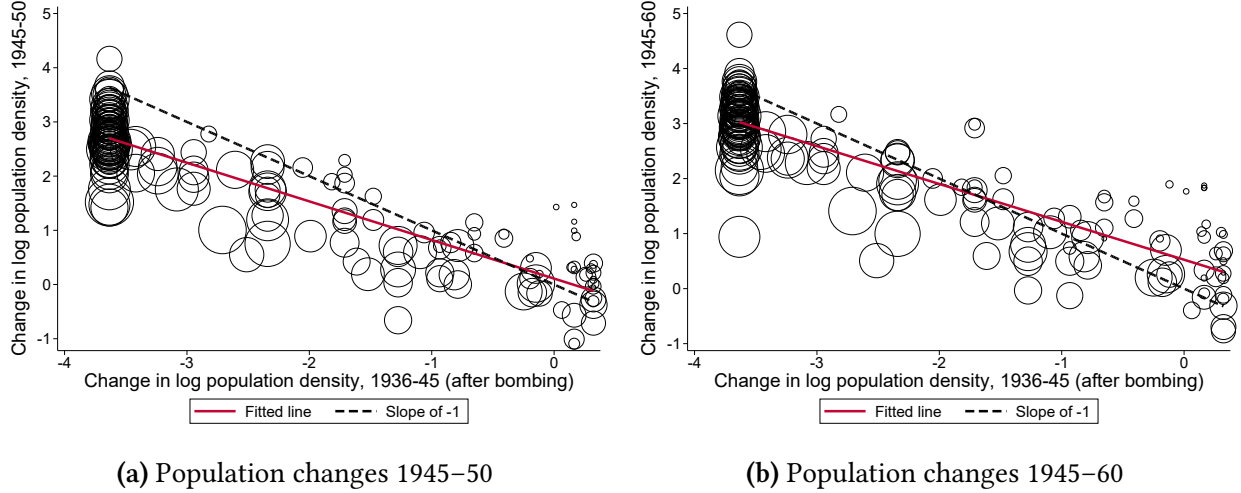 Change in log population density, 1945-50
5
4
3
2
1
0
-1
-4 -3 -2 -1 0
Change in log population density, 1936-45 (after bombing)
Fitted line Slope of -1
(a) Population changes 1945–50
Change in log population density, 1945-60
5
4
3
2
1
0
-1
-4 -3 -2 -1 0
Change in log population density, 1936-45 (after bombing)
Fitted line Slope of -1
(b) Population changes 1945–60